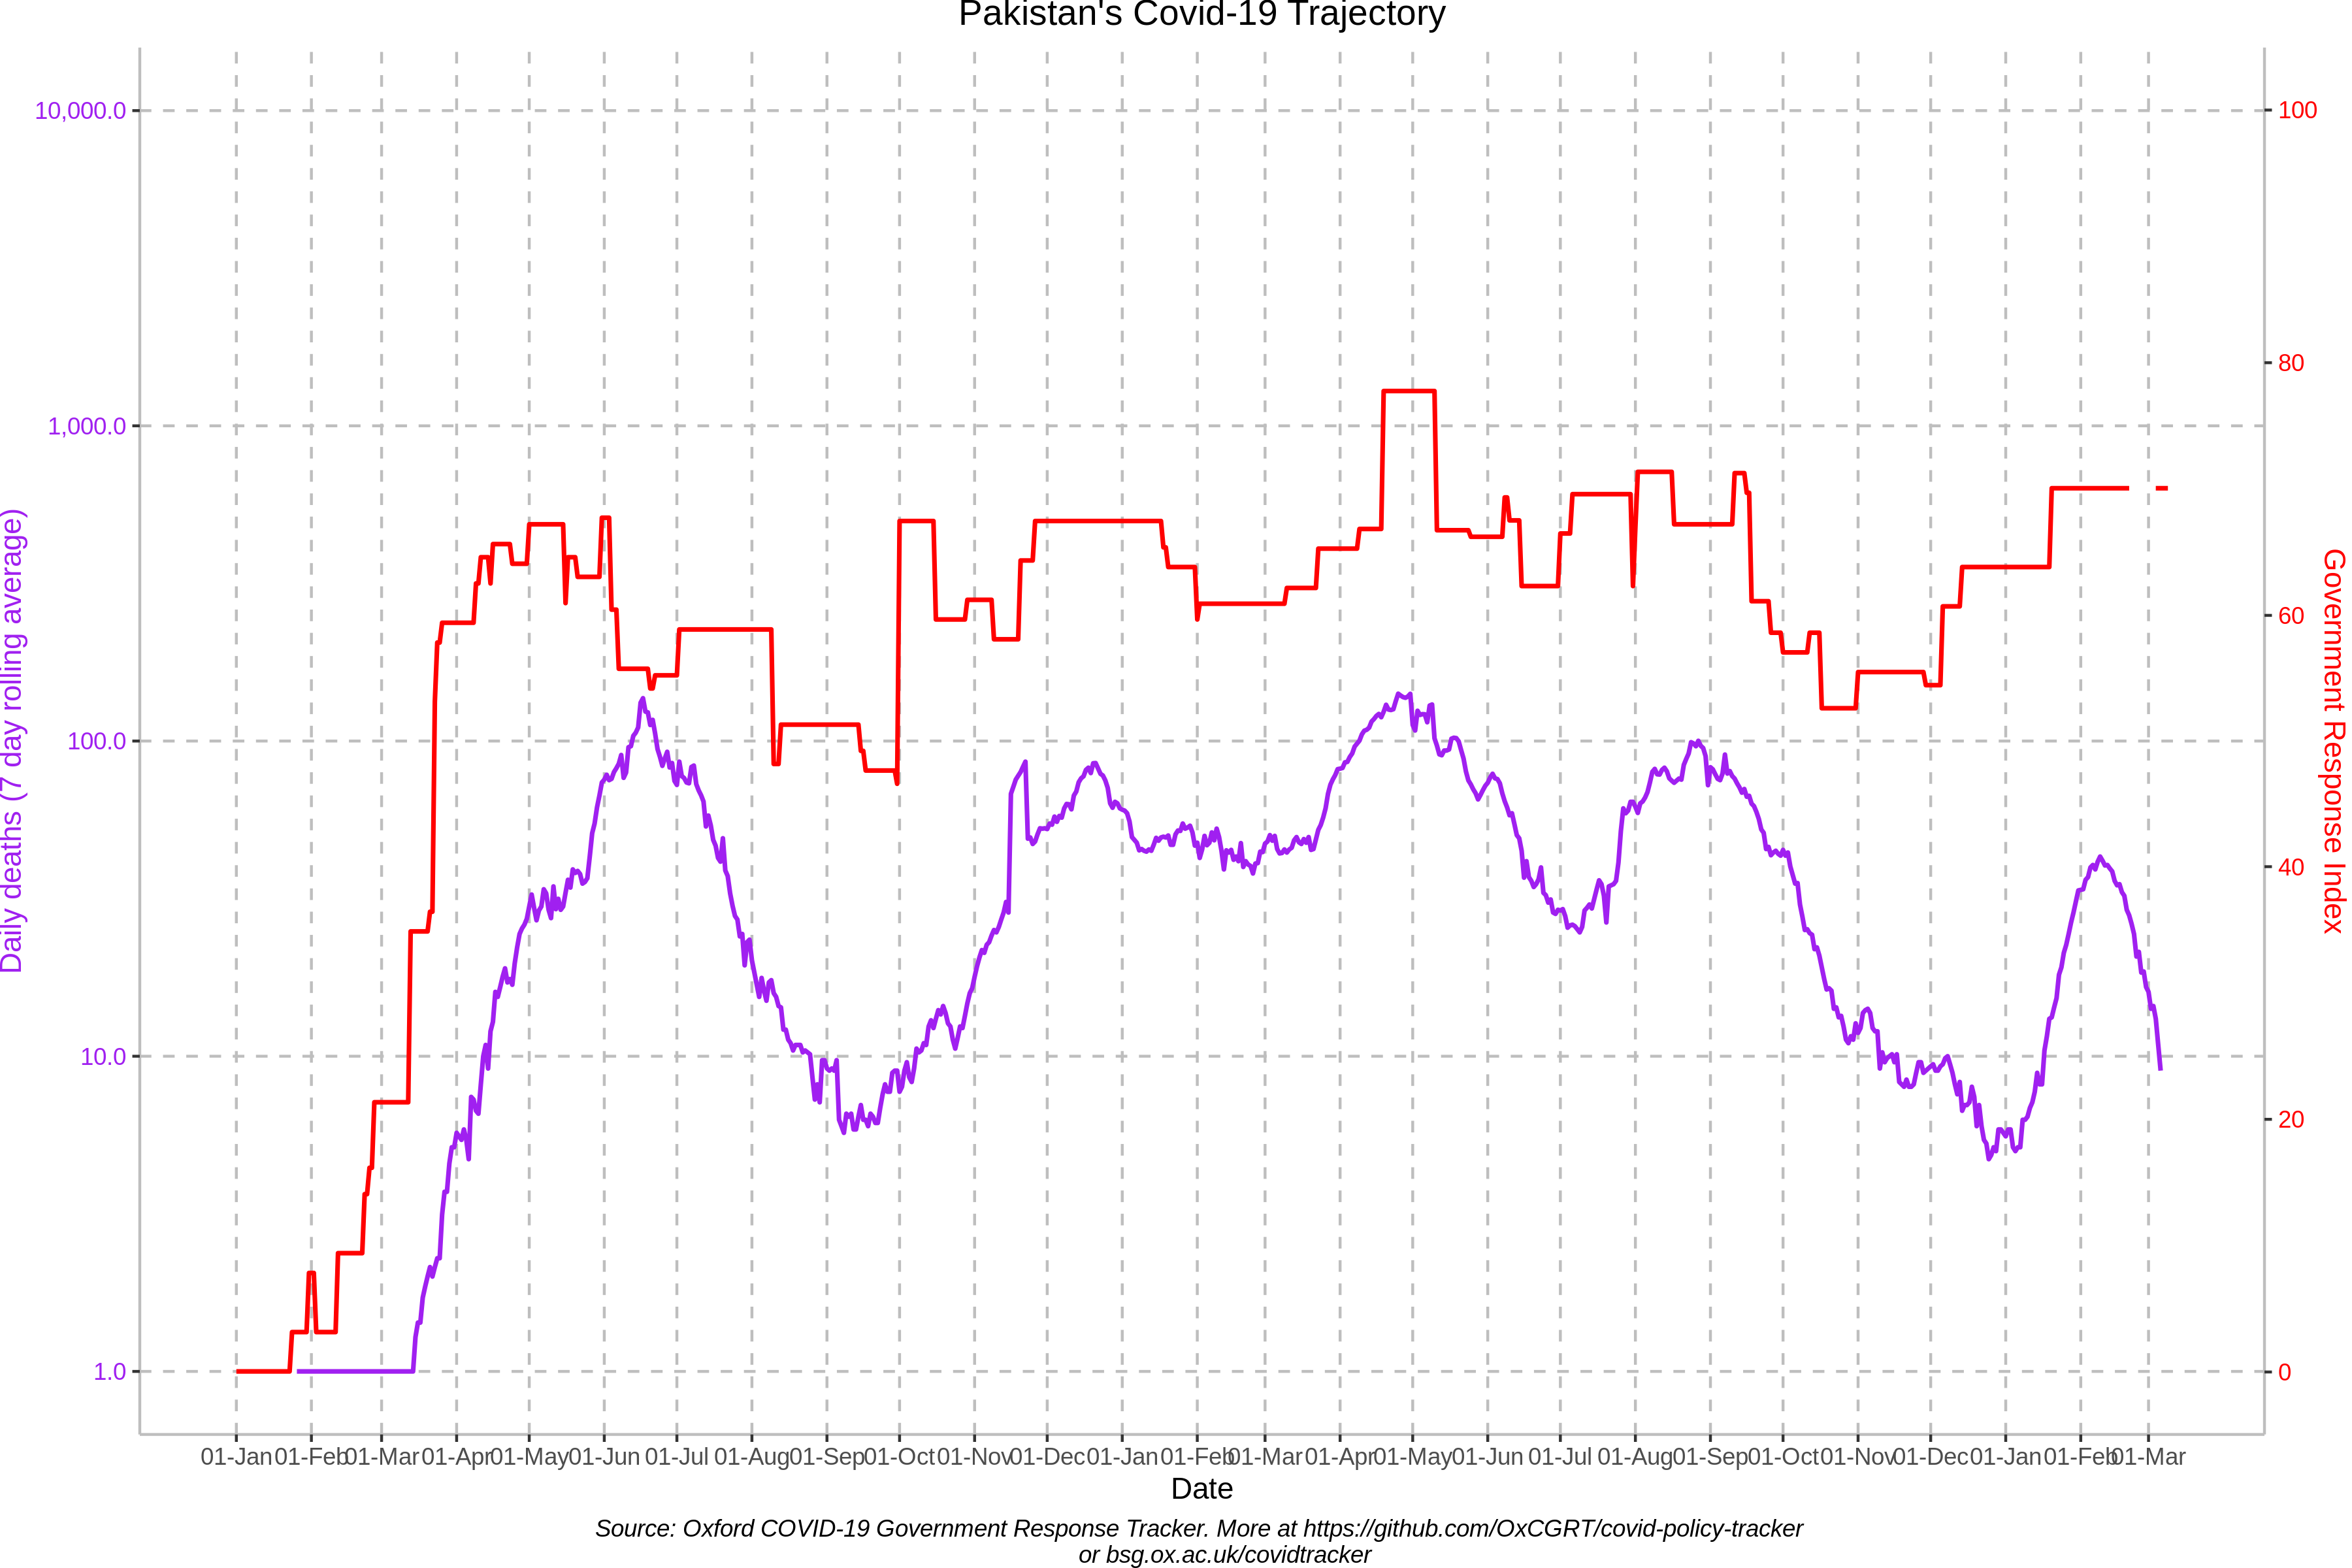 Pakistan's Covid-19 Trajectory
10,000.0
1,000.0
100.0
10.0
1.0
Daily deaths (7 day rolling average)
100
80
60
40
20
0
Government Response Index
01-Jan 01-Feb 01-Mar 01-Apr 01-May 01-Jun 01-Jul 01-Aug 01-Sep 01-Oct 01-Nov 01-Dec 01-Jan 01-Feb 01-Mar 01-Apr 01-May 01-Jun 01-Jul 01-Aug 01-Sep 01-Oct 01-Nov 01-Dec 01-Jan 01-Feb 01-Mar
Date
Source: Oxford COVID-19 Government Response Tracker. More at https://github.com/OxCGRT/covid-policy-tracker
or bsg.ox.ac.uk/covidtracker